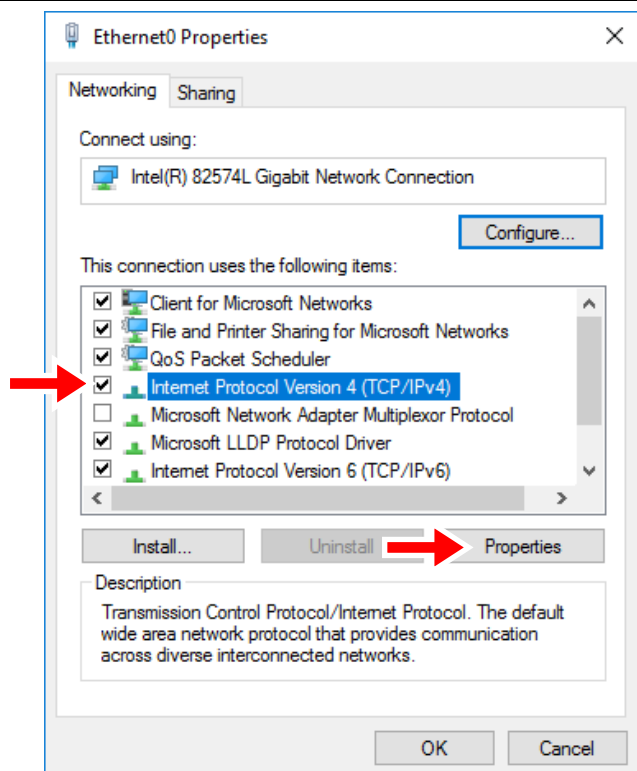 Ethernet0 Properties
Networking
Sharing
Connect using:
Intel(R) 82574L Gigabit Network Connection
Configure...
This connection uses the following items:
Client for Microsoft Networks
File and Printer Sharing for Microsoft Networks
QoS Packet Scheduler
Internet Protocol Version 4 (TCP/IPv4)
Microsoft Network Adapter Multiplexor Protocol
Microsoft LLDP Protocol Driver
Internet Protocol Version 6 (TCP/IPv6)
Install...
Uninstall
Properties
Description
Transmission Control Protocol/Internet Protocol. The default
wide area network protocol that provides communication
across diverse interconnected networks.
OK
Cancel